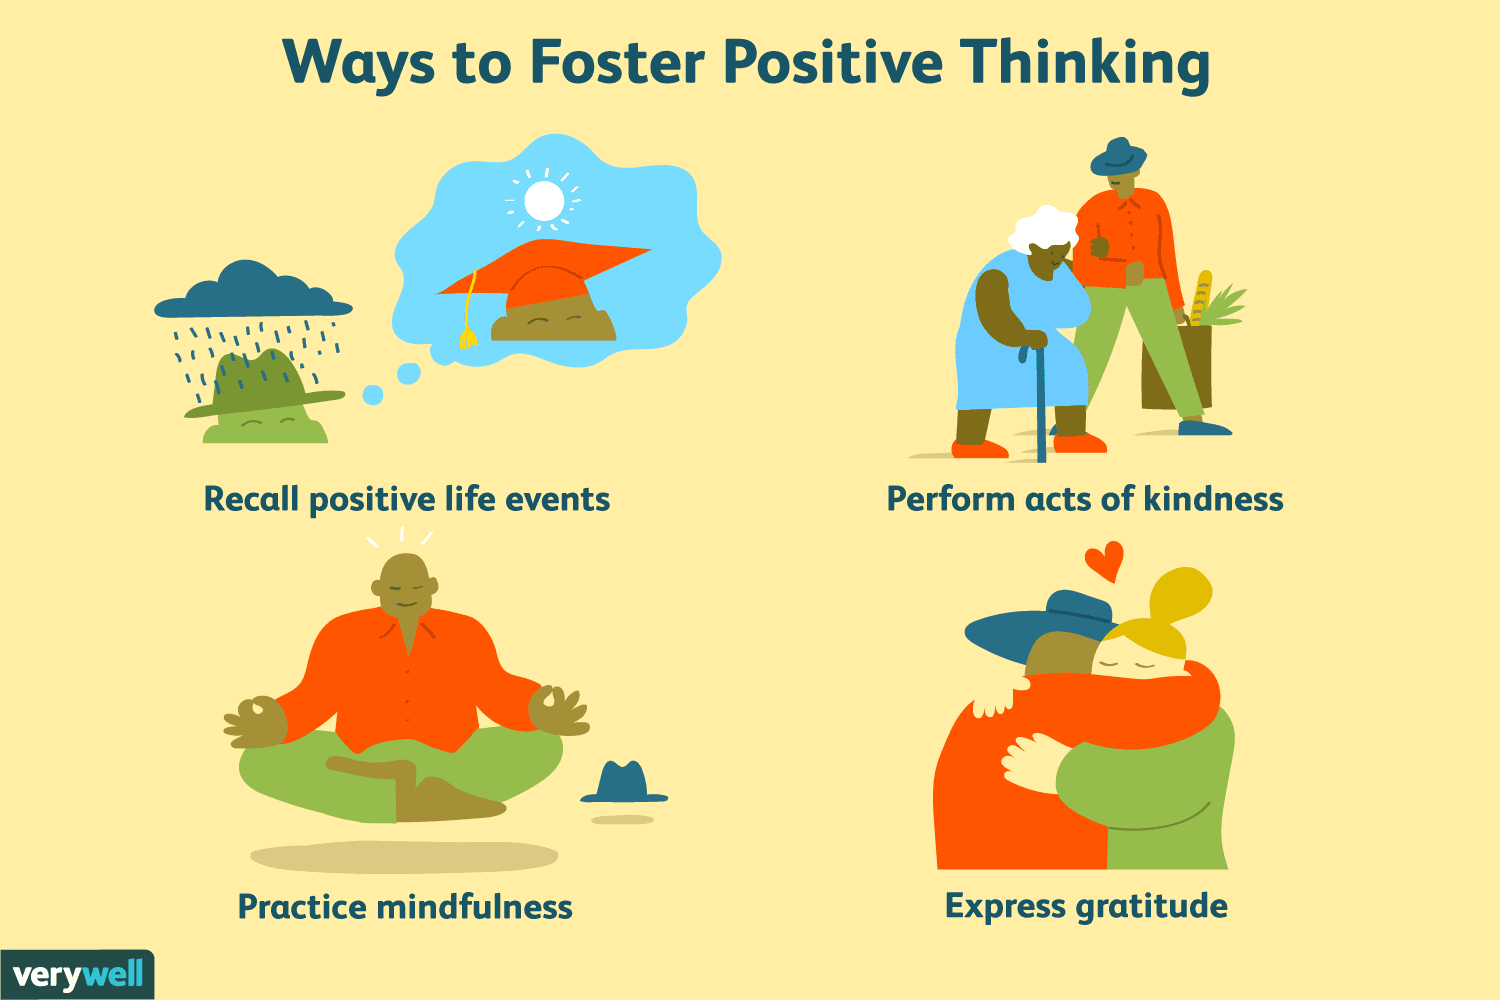 Ways to Foster Positive Thinking
Recall positive life events
Perform acts of kindness
Practice mindfulness
Express gratitude
verywell